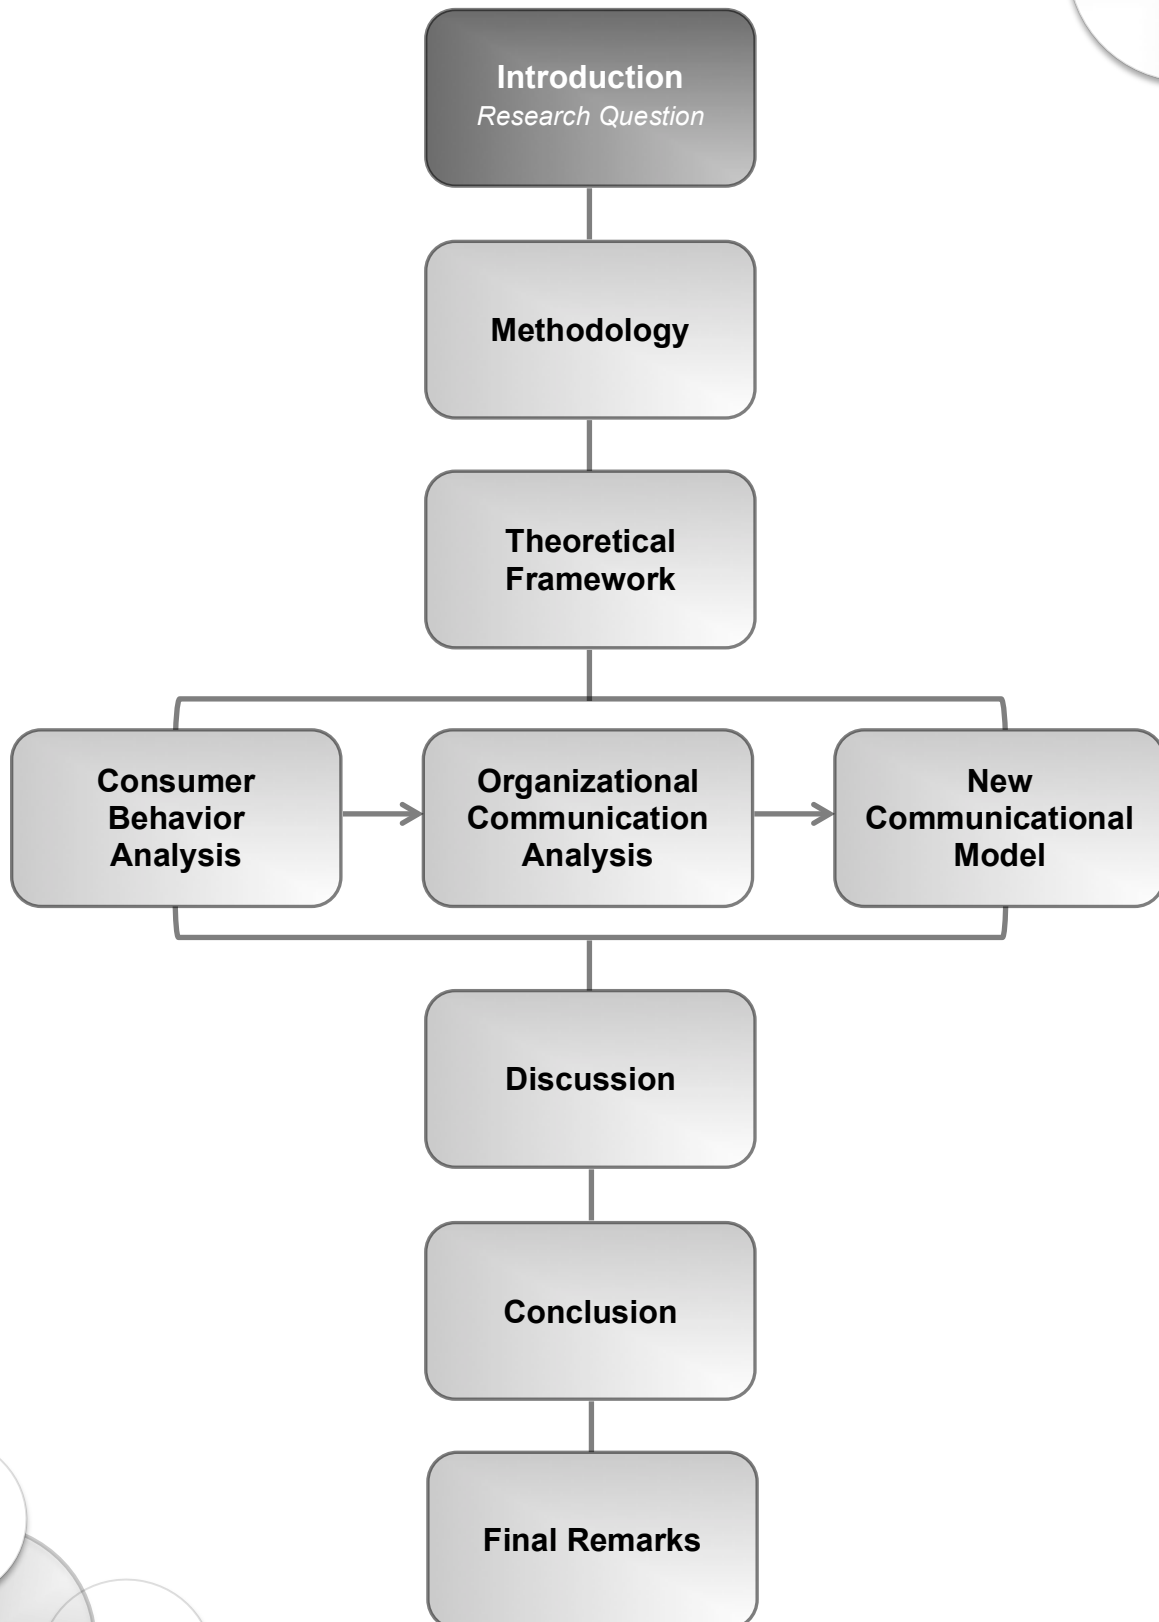 Introduction
Research Question
Methodology
Theoretical
Framework
Consumer
Behavior
Analysis
Organizational
Communication
Analysis
New
Communicational
Model
Discussion
Conclusion
Final Remarks